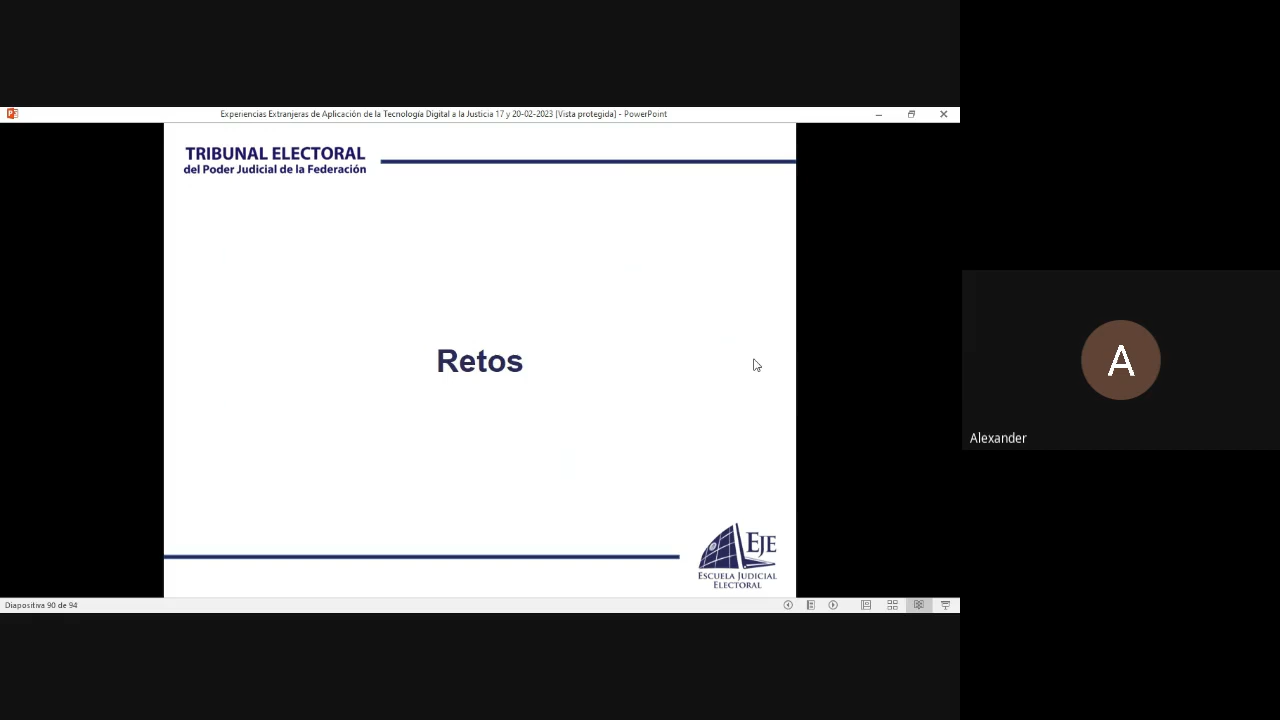 Experiencias Extranjeras de Aplicación de la Tecnología Digital a la Justicia 17 y 20-02-2023 [Vista protegida] - PowerPoint
TRIBUNAL ELECTORAL
del Poder Judicial de la Federación
Retos
A
Alexander
EJE
ESCUELA JUDICIAL
ELECTORAL
Diapositiva 90 de 94